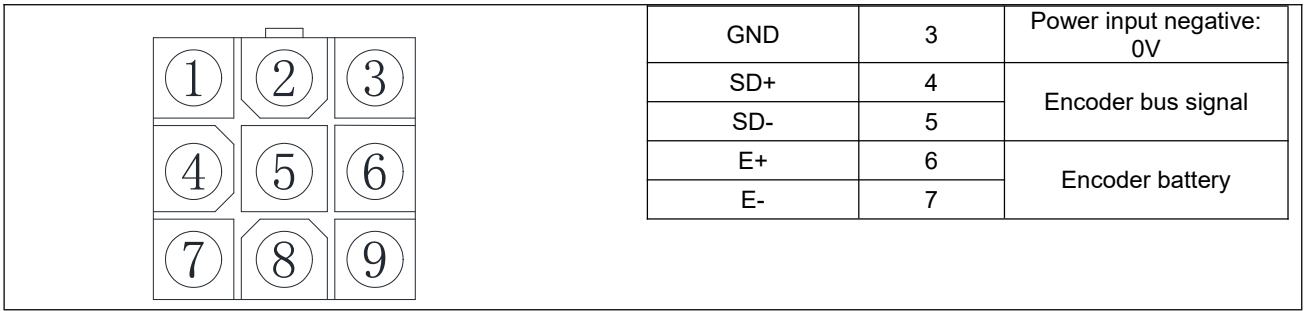 1 2 3
4 5 6
7 8 9
GND 3 Power input negative:
0V
SD+ 4 Encoder bus signal
SD- 5
E+ 6 Encoder battery
E- 7